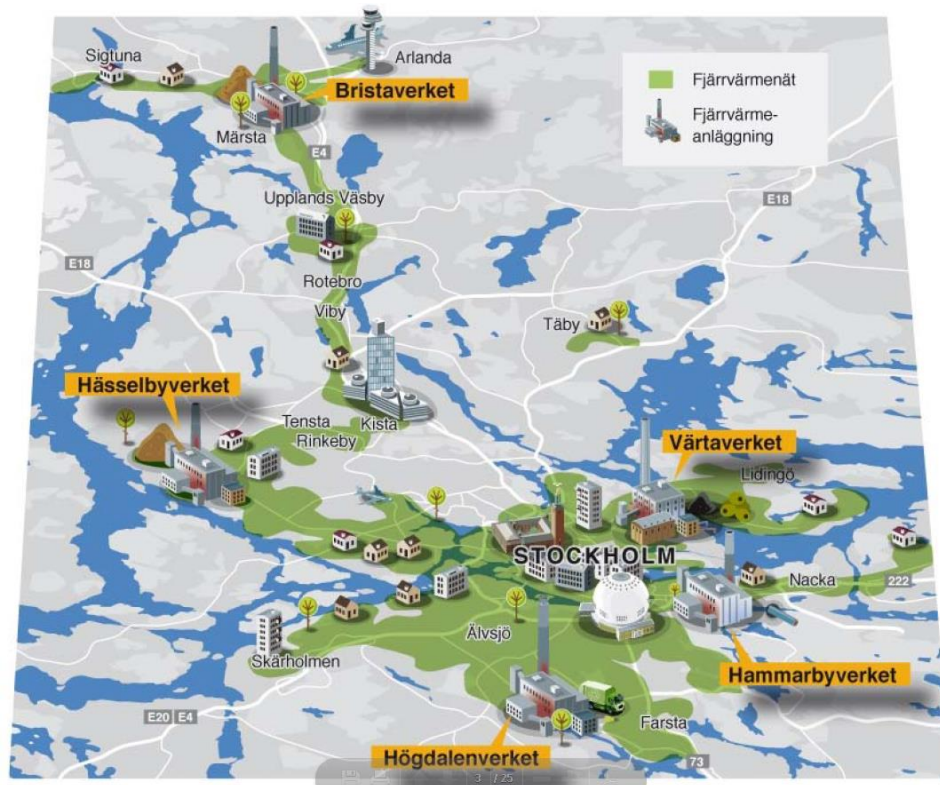 Sigtuna
Arlanda
Bristaverket
Märsta
E4
Fjärrvärmenät
Fjärrvärme-
anläggning
Upplands Väsby
E18
E18
Rotebro
Viby
Täby
Hässelbyverket
Tensta
Rinkeby
Kista
Värtaverket
Lidingö
STOCKHOLM
Nacka
222
Älvsjö
Skärholmen
Hammarbyverket
E20 E4
Farsta
Högdalenverket
73
3 / 25